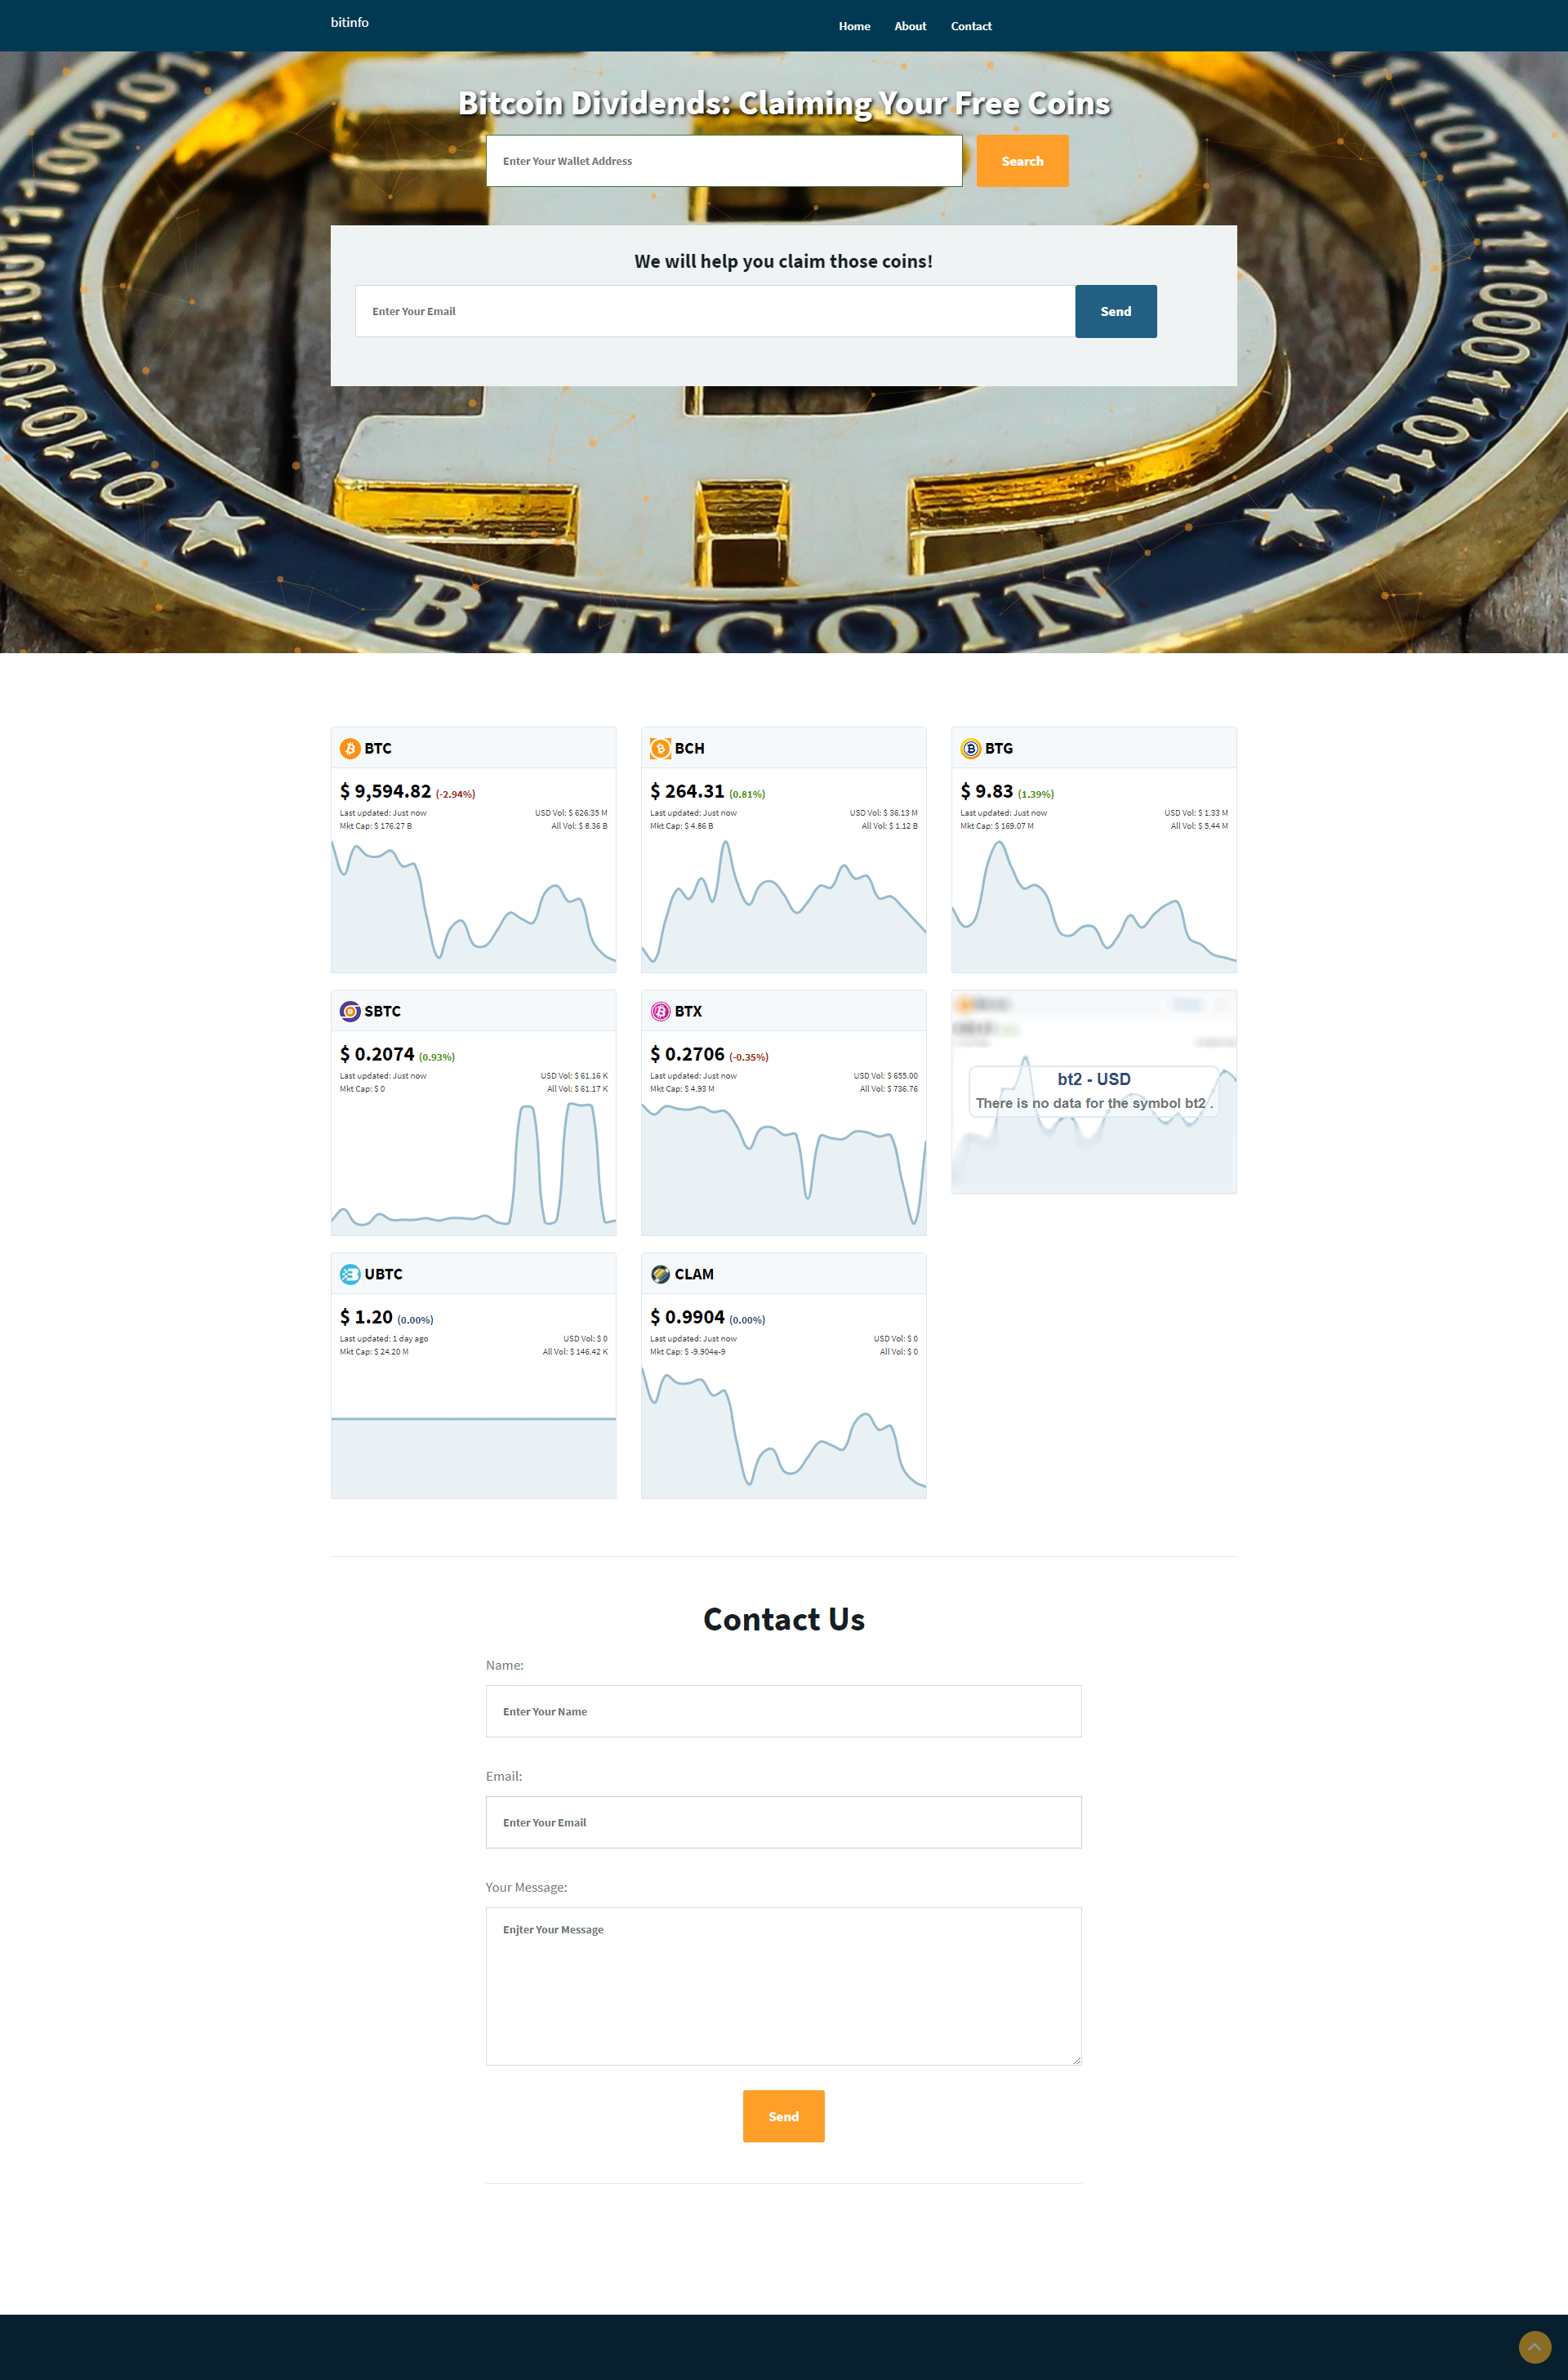 bitinfo
Home About Contact
Bitcoin Dividends: Claiming Your Free Coins
Enter Your Wallet Address
Search
We will help you claim those coins!
Enter Your Email
Send
BITCOIN
BTC
$ 9,594.82 (-2.94%)
Last updated: Just now USD Vol: $ 626.35 M
Mkt Cap: $ 176.27 B All Vol: $ 8.36 B
BCH
$ 264.31 (0.81%)
Last updated: Just now USD Vol: $ 36.13 M
Mkt Cap: $ 4.86 B All Vol: $ 1.12 B
BTG
$ 9.83 (1.39%)
Last updated: Just now USD Vol: $ 1.33 M
Mkt Cap: $ 169.07 M All Vol: $ 5.44 M
SBTC
$ 0.2074 (0.93%)
Last updated: Just now USD Vol: $ 61.16 K
Mkt Cap: $ 0 All Vol: $ 61.17 K
BTX
$ 0.2706 (-0.35%)
Last updated: Just now USD Vol: $ 655.00
Mkt Cap: $ 4.93 M All Vol: $ 736.76
bt2 - USD
There is no data for the symbol bt2 .
UBTC
$ 1.20 (0.00%)
Last updated: 1 day ago USD Vol: $ 0
Mkt Cap: $ 24.20 M All Vol: $ 146.42 K
CLAM
$ 0.9904 (0.00%)
Last updated: Just now USD Vol: $ 0
Mkt Cap: $ -9.904e-9 All Vol: $ 0
Contact Us
Name:
Enter Your Name
Email:
Enter Your Email
Your Message:
Enjter Your Message
Send